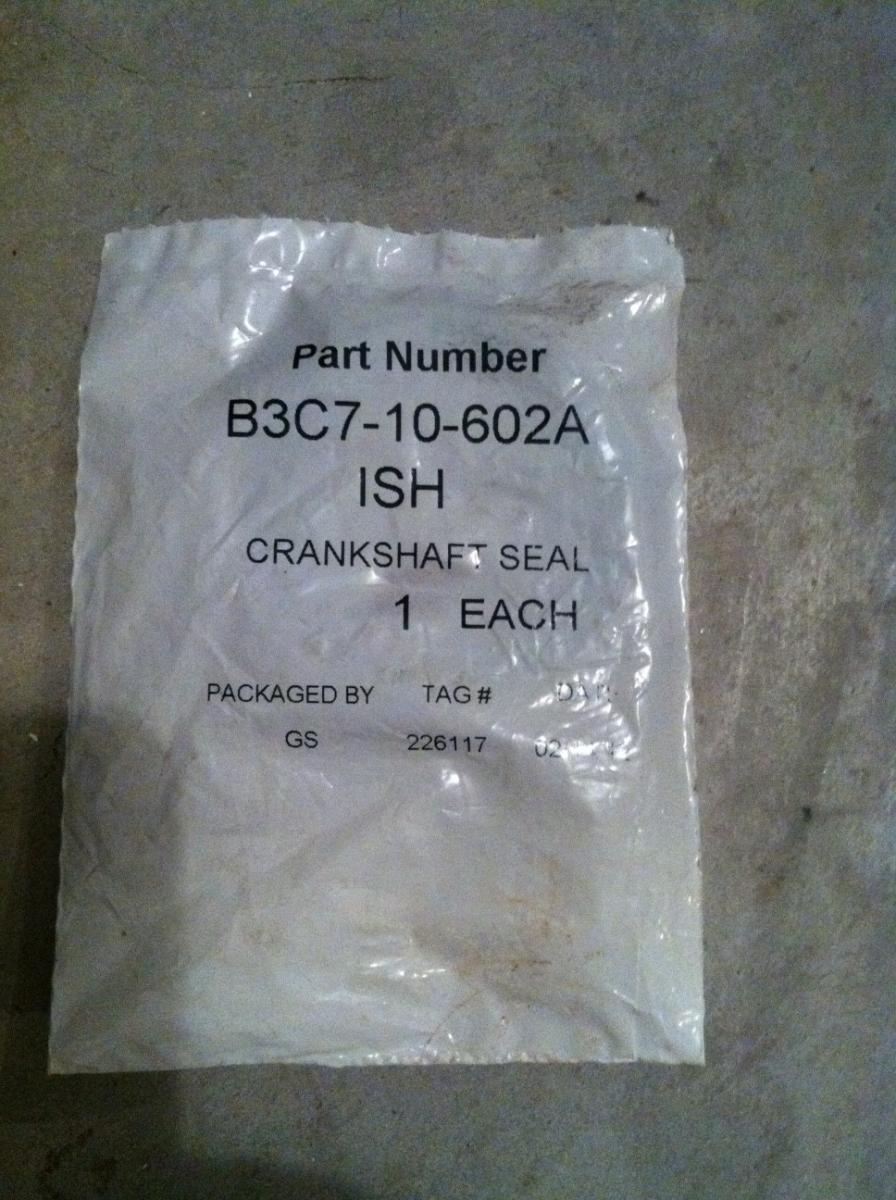 Part Number
B3C7-10-602A
ISH
CRANKSHAFT SEAL
1 EACH
PACKAGED BY TAG #
GS 226117